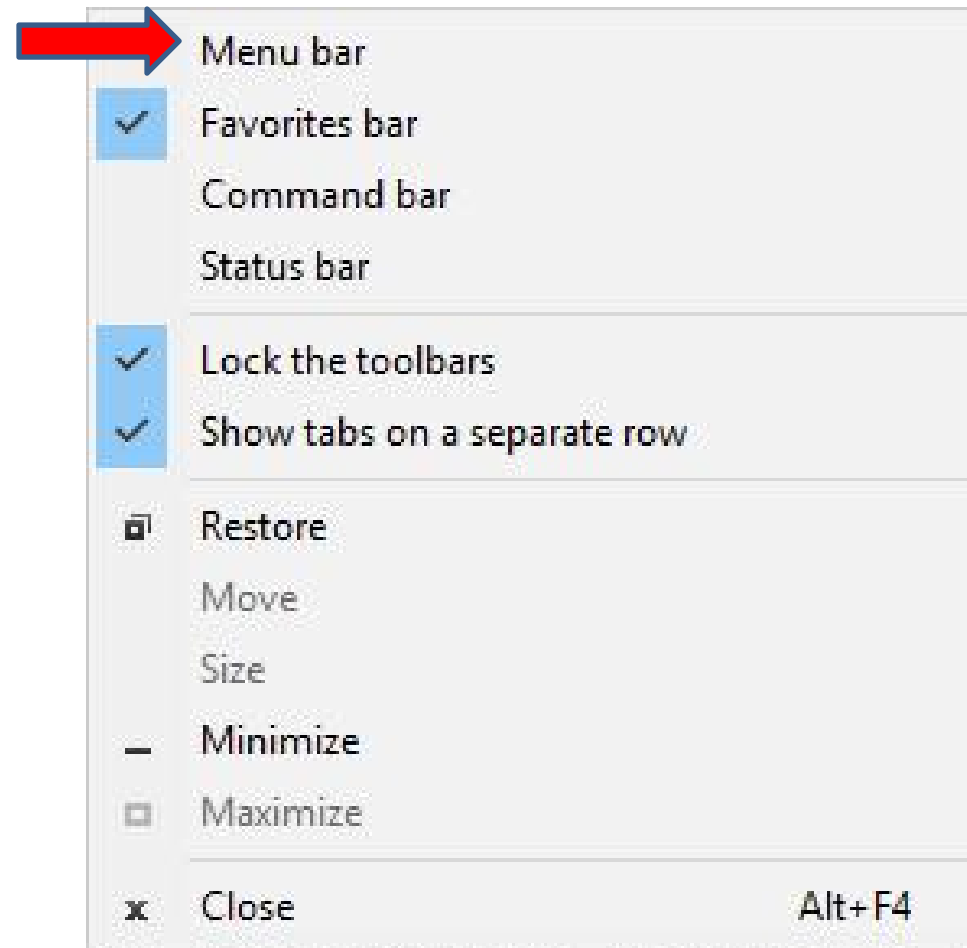 Menu bar
Favorites bar
Command bar
Status bar
Lock the toolbars
Show tabs on a separate row
Restore
Move
Size
Minimize
Maximize
Close Alt+F4